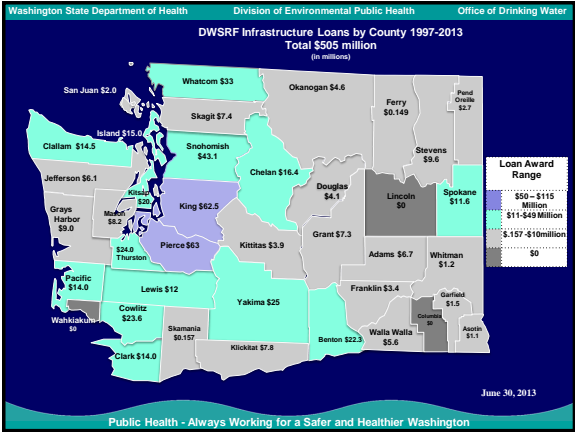 Washington State Department of Health
Division of Environmental Public Health
Office of Drinking Water
DWSRF Infrastructure Loans by County 1997-2013
Total $505 million
(in millions)
Whatcom $33
San Juan $2.0
Skagit $7.4
Okanogan $4.6
Ferry
$0.149
Pend
Oreille
$2.7
Stevens
$9.6
Island $15.0
Clallam $14.5
Snohomish
$43.1
Chelan $16.4
Jefferson $6.1
Kitsap
$20.
Douglas
$4.1
Lincoln
$0
Spokane
$11.6
Grays
Harbor
$9.0
Mason
$8.2
King $62.5
Grant $7.3
$24.0
Thurston
Pierce $63
Kittitas $3.9
Adams $6.7
Whitman
$1.2
Pacific
$14.0
Lewis $12
Yakima $25
Franklin $3.4
Garfield
$1.5
Wahkiakum
$0
Cowlitz
$23.6
Skamania
$0.157
Columbia
$0
Asotin
$1.1
Walla Walla
$5.6
Benton $22.3
Klickitat $7.8
Clark $14.0
Loan Award
Range
$50 – $115
Million
$11-$49 Million
$.157 -$10million
$0
June 30, 2013
Public Health - Always Working for a Safer and Healthier Washington